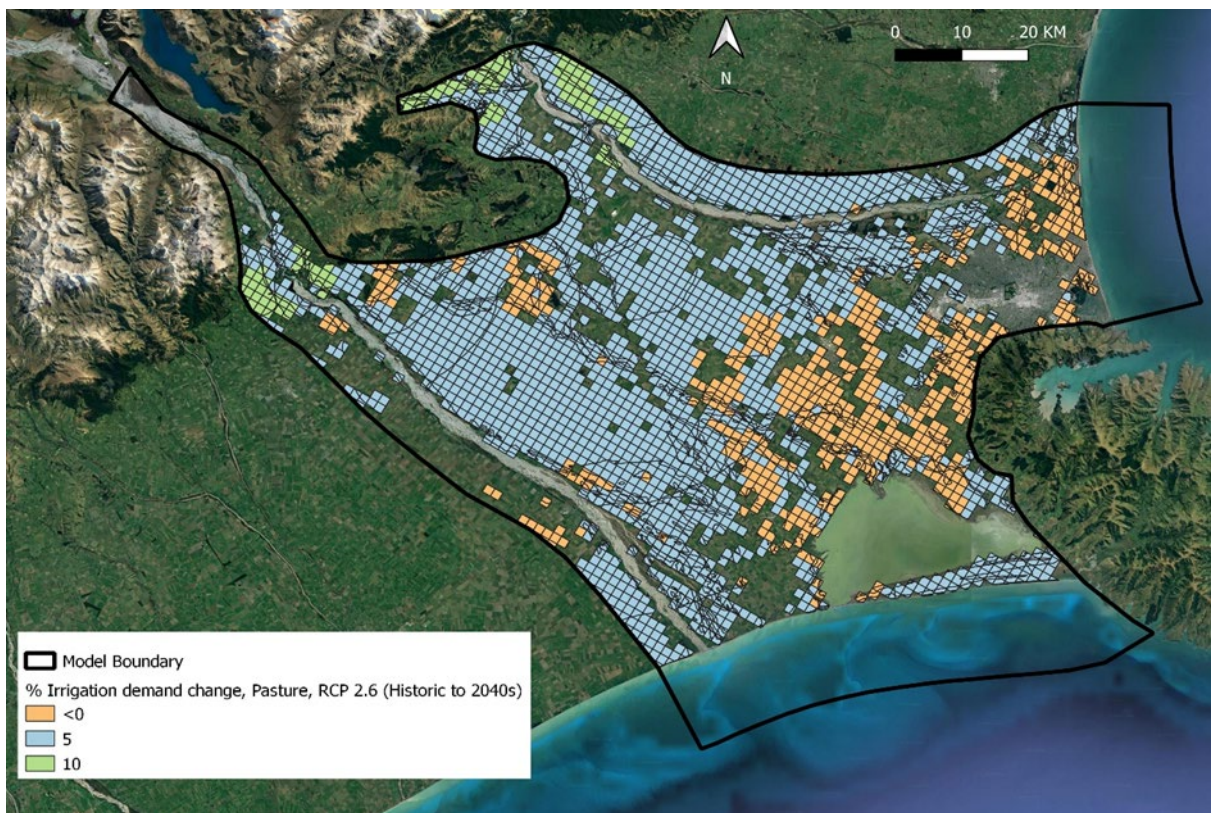 0 10 20 KM
N
Model Boundary
% Irrigation demand change, Pasture, RCP 2.6 (Historic to 2040s)
<0
5
10